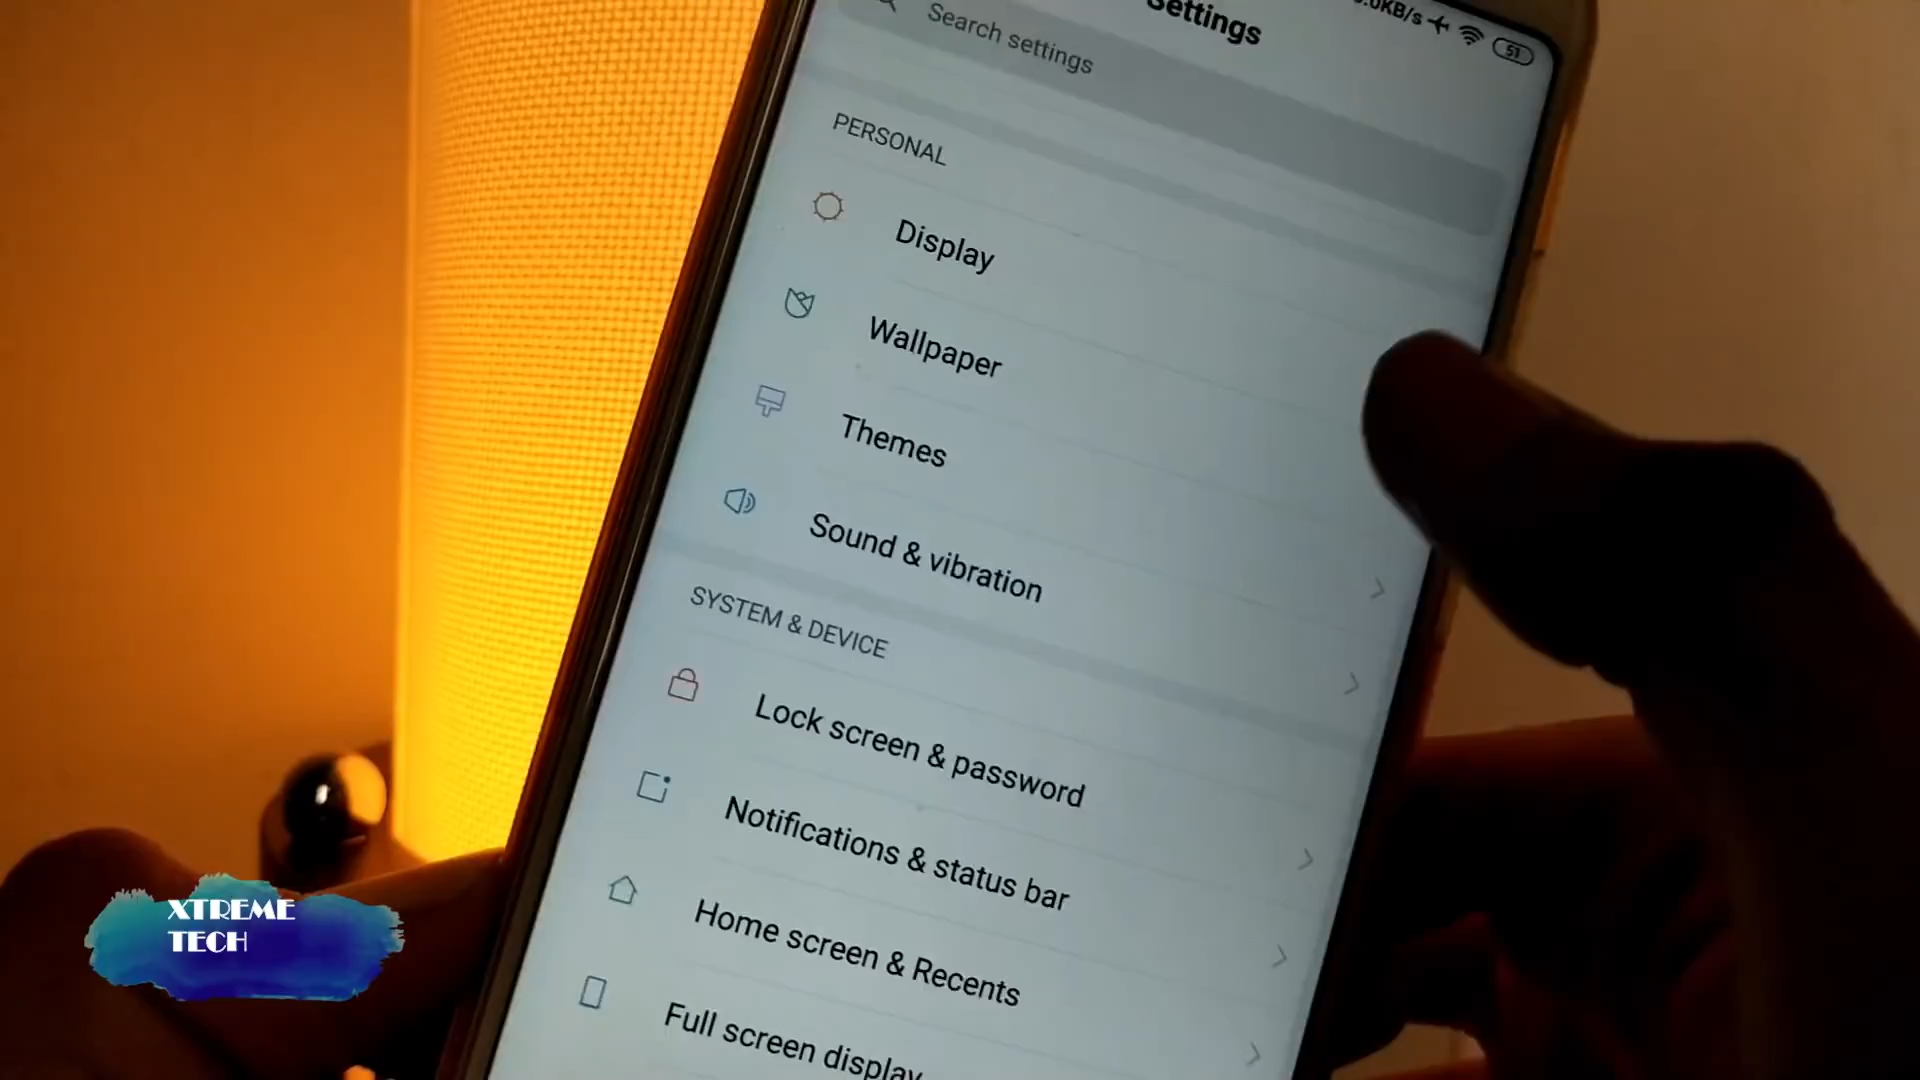 Settings
51
Search settings
PERSONAL
Display
Wallpaper
Themes
Sound & vibration
SYSTEM & DEVICE
Lock screen & password
Notifications & status bar
Home screen & Recents
Full screen display
XTREME
TECH